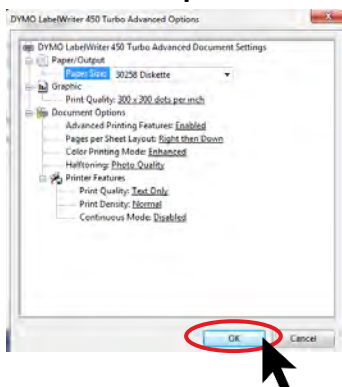 DYMO LabelWriter 450 Turbo Advanced Options
DYMO LabelWriter 450 Turbo Advanced Document Settings
Paper/Output
Paper Size: 30258 Diskette
Graphic
Print Quality: 300 x 300 dots per inch
Document Options
Advanced Printing Features: Enabled
Pages per Sheet Layout: Right then Down
Color Printing Mode: Enhanced
Halftoning: Photo Quality
Printer Features
Print Quality: Text Only
Print Density: Normal
Continuous Mode: Disabled
OK Cancel